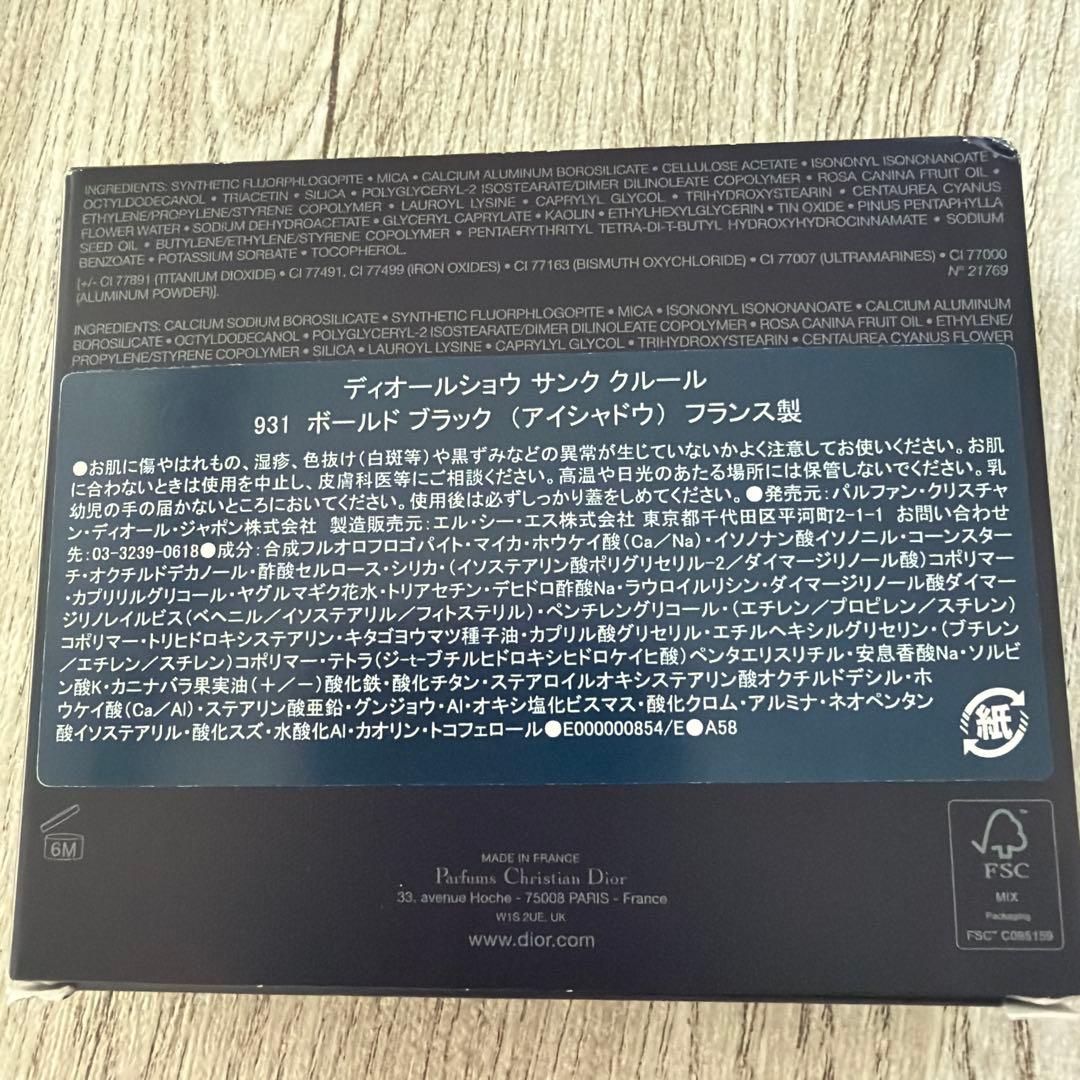 INGREDIENTS: SYNTHETIC FLUORPHLOGOPITE • MICA • CALCIUM ALUMINUM BOROSILICATE • CELLULOSE ACETATE • ISONONYL ISONONANOATE •
OCTYLDODECANOL • TRIACETIN • SILICA • POLYGLYCERYL-2 ISOSTEARATE/DIMER DILINOLEATE COPOLYMER • ROSA CANINA FRUIT OIL •
ETHYLENE/PROPYLENE/STYRENE COPOLYMER • LAUROYL LYSINE • CAPRYLYL GLYCOL • TRIHYDROXYSTEARIN • CENTAUREA CYANUS
FLOWER WATER • SODIUM DEHYDROACETATE • GLYCERYL CAPRYLATE • KAOLIN • ETHYLHEXYLGLYCERIN • TIN OXIDE • PINUS PENTAPHYLLA
SEED OIL • BUTYLENE/ETHYLENE/STYRENE COPOLYMER • PENTAERYTHRITYL TETRA-DI-T-BUTYL HYDROXYHYDROCINNAMATE • SODIUM
BENZOATE • POTASSIUM SORBATE • TOCOPHEROL.
[+/- CI 77891 (TITANIUM DIOXIDE) • CI 77491, CI 77499 (IRON OXIDES) • CI 77163 (BISMUTH OXYCHLORIDE) • CI 77007 (ULTRAMARINES) • CI 77000
(ALUMINUM POWDER)]. N° 21769
INGREDIENTS: CALCIUM SODIUM BOROSILICATE • SYNTHETIC FLUORPHLOGOPITE • MICA • ISONONYL ISONONANOATE • CALCIUM ALUMINUM
BOROSILICATE • OCTYLDODECANOL • POLYGLYCERYL-2 ISOSTEARATE/DIMER DILINOLEATE COPOLYMER • ROSA CANINA FRUIT OIL • ETHYLENE/
PROPYLENE/STYRENE COPOLYMER • SILICA • LAUROYL LYSINE • CAPRYLYL GLYCOL • TRIHYDROXYSTEARIN • CENTAUREA CYANUS FLOWER
ディオールショウ サンク クルール
931 ボールド ブラック （アイシャドウ） フランス製
●お肌に傷やはれもの、湿疹、色抜け(白斑等)や黒ずみなどの異常が生じていないかよく注意してお使いください。お肌
に合わないときは使用を中止し、皮膚科医等にご相談ください。高温や日光のあたる場所には保管しないでください。乳
幼児の手の届かないところにおいてください。使用後は必ずしっかり蓋をしめてください。●発売元:パルファン・クリスチャ
ン・ディオール・ジャポン株式会社 製造販売元:エル・シー・エス株式会社 東京都千代田区平河町2-1-1 お問い合わせ
先:03-3239-0618●成分:合成フルオロフロゴパイト・マイカ・ホウケイ酸(Ca／Na)・イソノナン酸イソノニル・コーンスター
チ・オクチルドデカノール・酢酸セルロース・シリカ・(イソステアリン酸ポリグリセリル-2／ダイマージリノール酸)コポリマー
・カプリリルグリコール・ヤグルマギク花水・トリアセチン・デヒドロ酢酸Na・ラウロイルリシン・ダイマージリノール酸ダイマー
ジリノレイルビス(ベヘニル／イソステアリル／フィトステリル)・ペンチレングリコール・(エチレン／プロピレン／スチレン)
コポリマー・トリヒドロキシステアリン・キタゴヨウマツ種子油・カプリル酸グリセリル・エチルヘキシルグリセリン・(ブチレン
／エチレン／スチレン)コポリマー・テトラ(ジ-t-ブチルヒドロキシヒドロケイヒ酸)ペンタエリスリチル・安息香酸Na・ソルビ
ン酸K・カニナバラ果実油(＋／－)酸化鉄・酸化チタン・ステアロイルオキシステアリン酸オクチルドデシル・ホ
ウケイ酸(Ca／Al)・ステアリン酸亜鉛・グンジョウ・Al・オキシ塩化ビスマス・酸化クロム・アルミナ・ネオペンタン
酸イソステアリル・酸化スズ・水酸化Al・カオリン・トコフェロール●E000000854/E●A58
紙
6M
MADE IN FRANCE
Parfums Christian Dior
33, avenue Hoche - 75008 PARIS - France
W1S 2UE, UK
www.dior.com
FSC
MIX
Packaging
FSC™ C095159